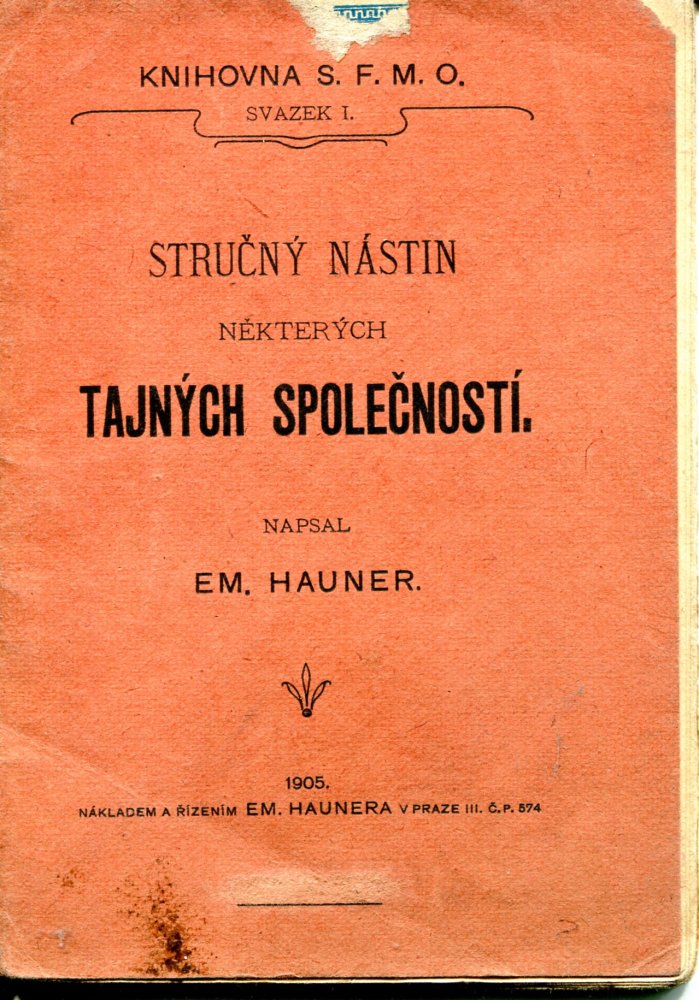 KNIHOVNA S. F. M. O.
SVAZEK I.
STRUČNÝ NÁSTIN
NĚKTERÝCH
TAJNÝCH SPOLEČNOSTÍ.
NAPSAL
EM. HAUNER.
1905.
NÁKLADEM A ŘÍZENÍM EM. HAUNERA V PRAZE III. Č.P. 574